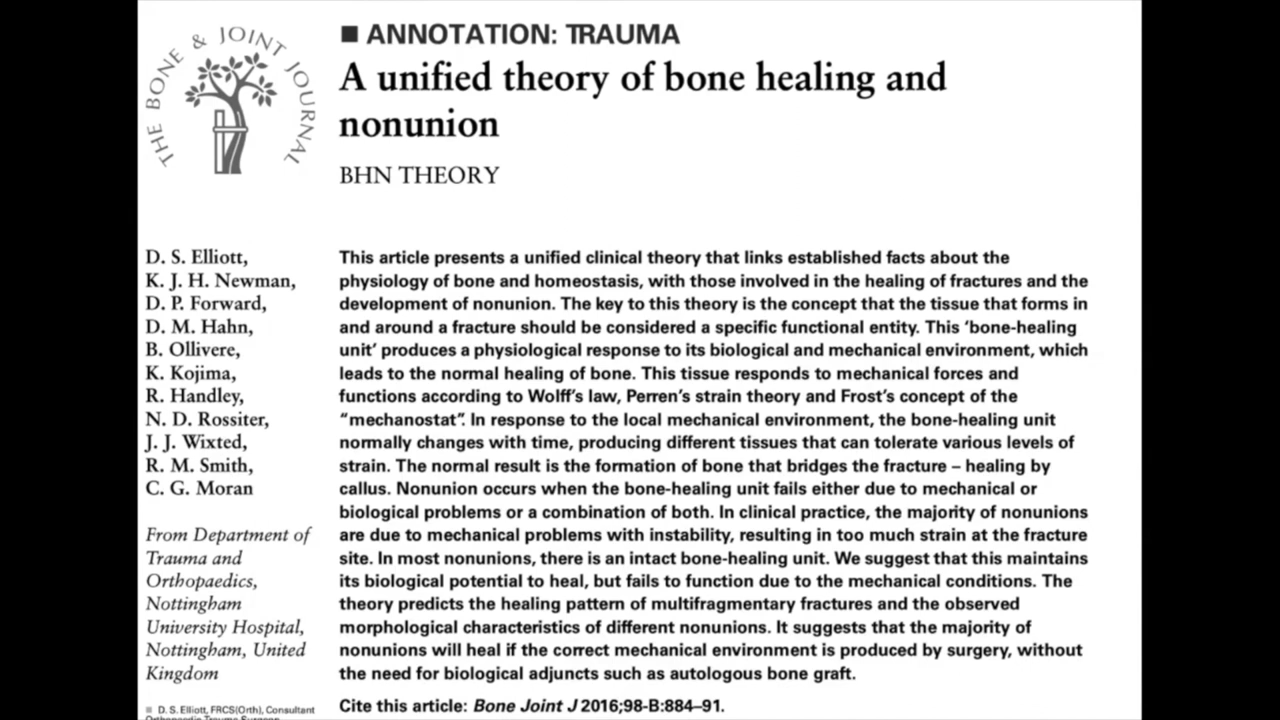 THE BONE & JOINT JOURNAL
■ ANNOTATION: TRAUMA
A unified theory of bone healing and
nonunion
BHN THEORY
D. S. Elliott,
K. J. H. Newman,
D. P. Forward,
D. M. Hahn,
B. Ollivere,
K. Kojima,
R. Handley,
N. D. Rossiter,
J. J. Wixted,
R. M. Smith,
C. G. Moran
From Department of
Trauma and
Orthopaedics,
Nottingham
University Hospital,
Nottingham, United
Kingdom
■ D. S. Elliott, FRCS(Orth), Consultant
Orthopaedic Trauma Surgeon
This article presents a unified clinical theory that links established facts about the
physiology of bone and homeostasis, with those involved in the healing of fractures and the
development of nonunion. The key to this theory is the concept that the tissue that forms in
and around a fracture should be considered a specific functional entity. This ‘bone-healing
unit’ produces a physiological response to its biological and mechanical environment, which
leads to the normal healing of bone. This tissue responds to mechanical forces and
functions according to Wolff’s law, Perren’s strain theory and Frost’s concept of the
“mechanostat”. In response to the local mechanical environment, the bone-healing unit
normally changes with time, producing different tissues that can tolerate various levels of
strain. The normal result is the formation of bone that bridges the fracture – healing by
callus. Nonunion occurs when the bone-healing unit fails either due to mechanical or
biological problems or a combination of both. In clinical practice, the majority of nonunions
are due to mechanical problems with instability, resulting in too much strain at the fracture
site. In most nonunions, there is an intact bone-healing unit. We suggest that this maintains
its biological potential to heal, but fails to function due to the mechanical conditions. The
theory predicts the healing pattern of multifragmentary fractures and the observed
morphological characteristics of different nonunions. It suggests that the majority of
nonunions will heal if the correct mechanical environment is produced by surgery, without
the need for biological adjuncts such as autologous bone graft.
Cite this article: Bone Joint J 2016;98-B:884–91.